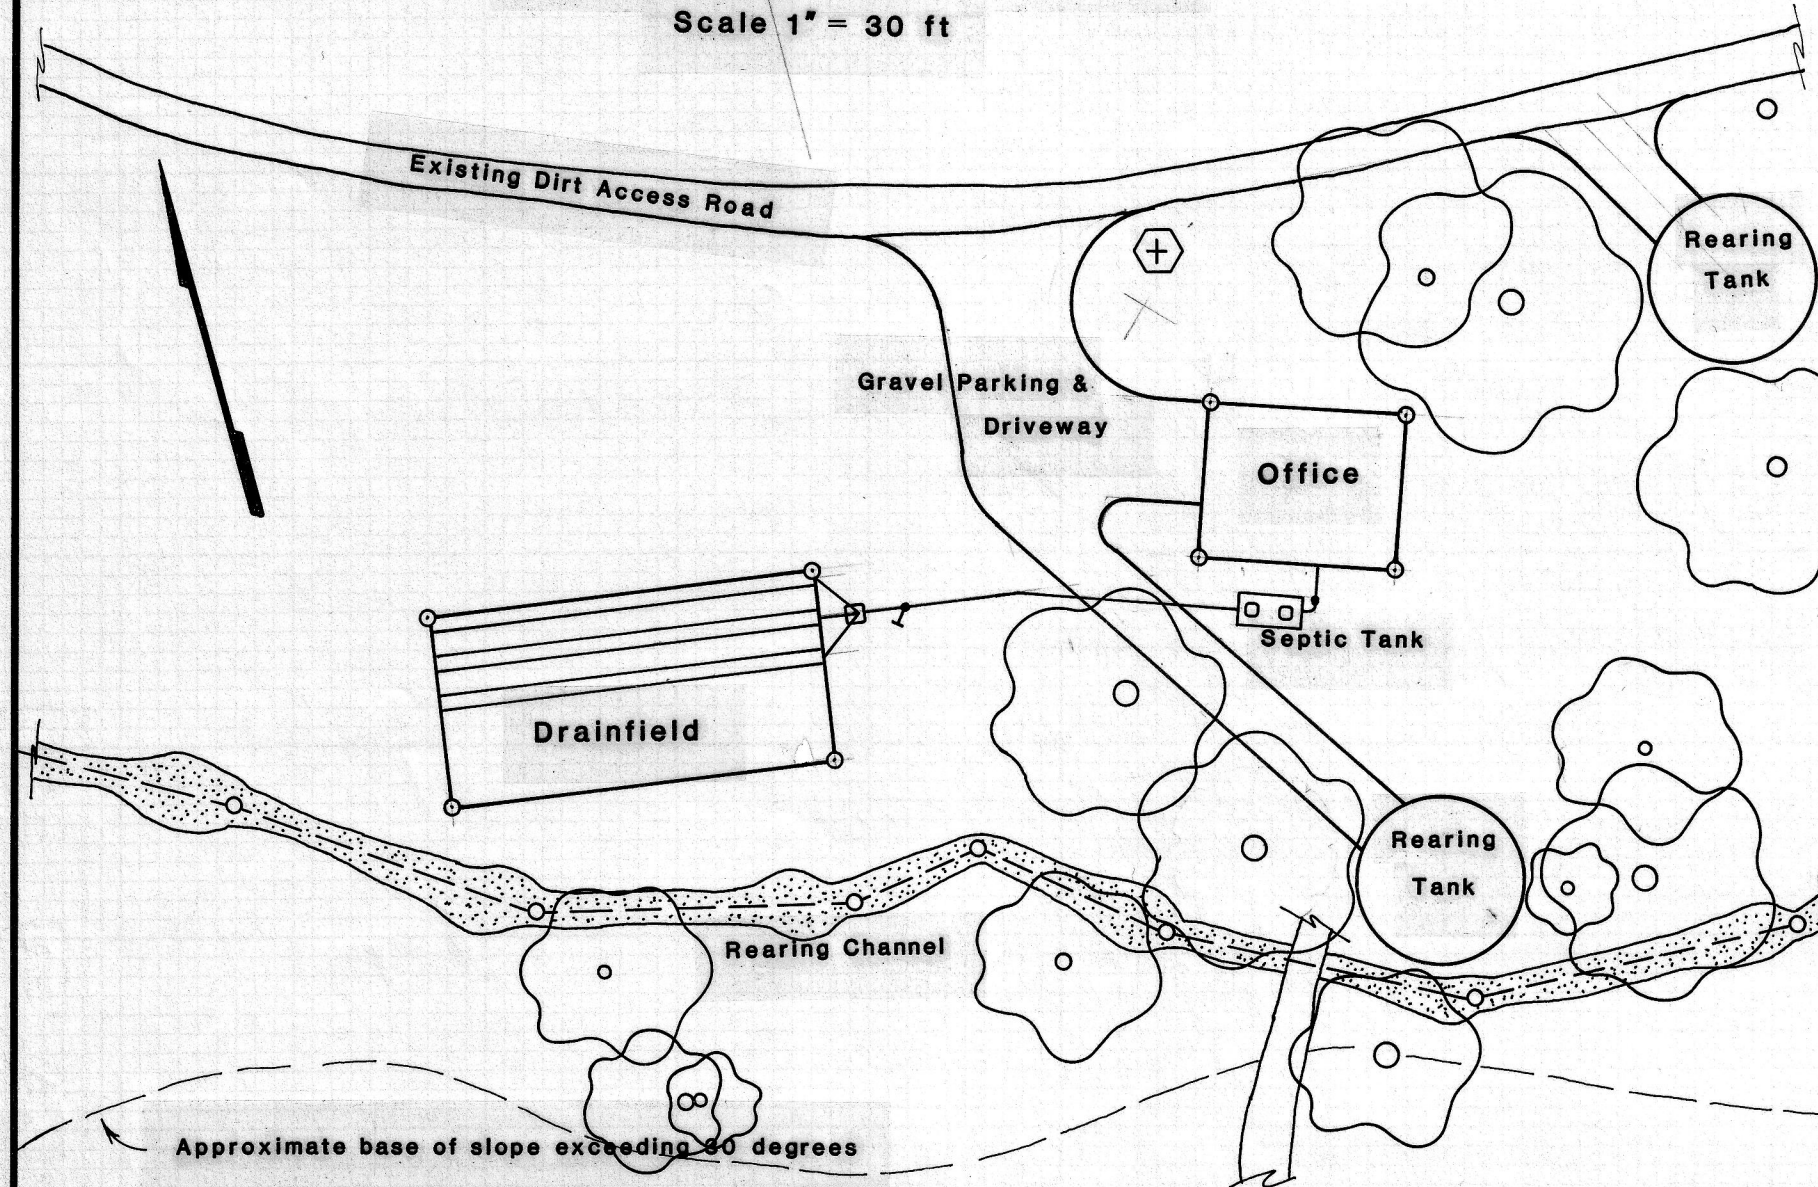 Scale 1" = 30 ft
Existing Dirt Access Road
Rearing
Tank
Gravel Parking &
Driveway
Office
Septic Tank
Drainfield
Rearing
Tank
Rearing Channel
Approximate base of slope exceeding 30 degrees